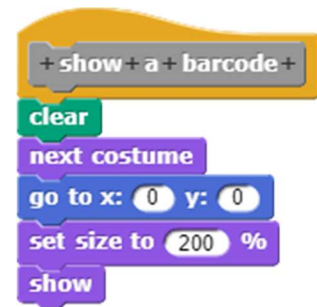 +show+a+barcode+
clear
next costume
go to x: 0 y: 0
set size to 200 %
show